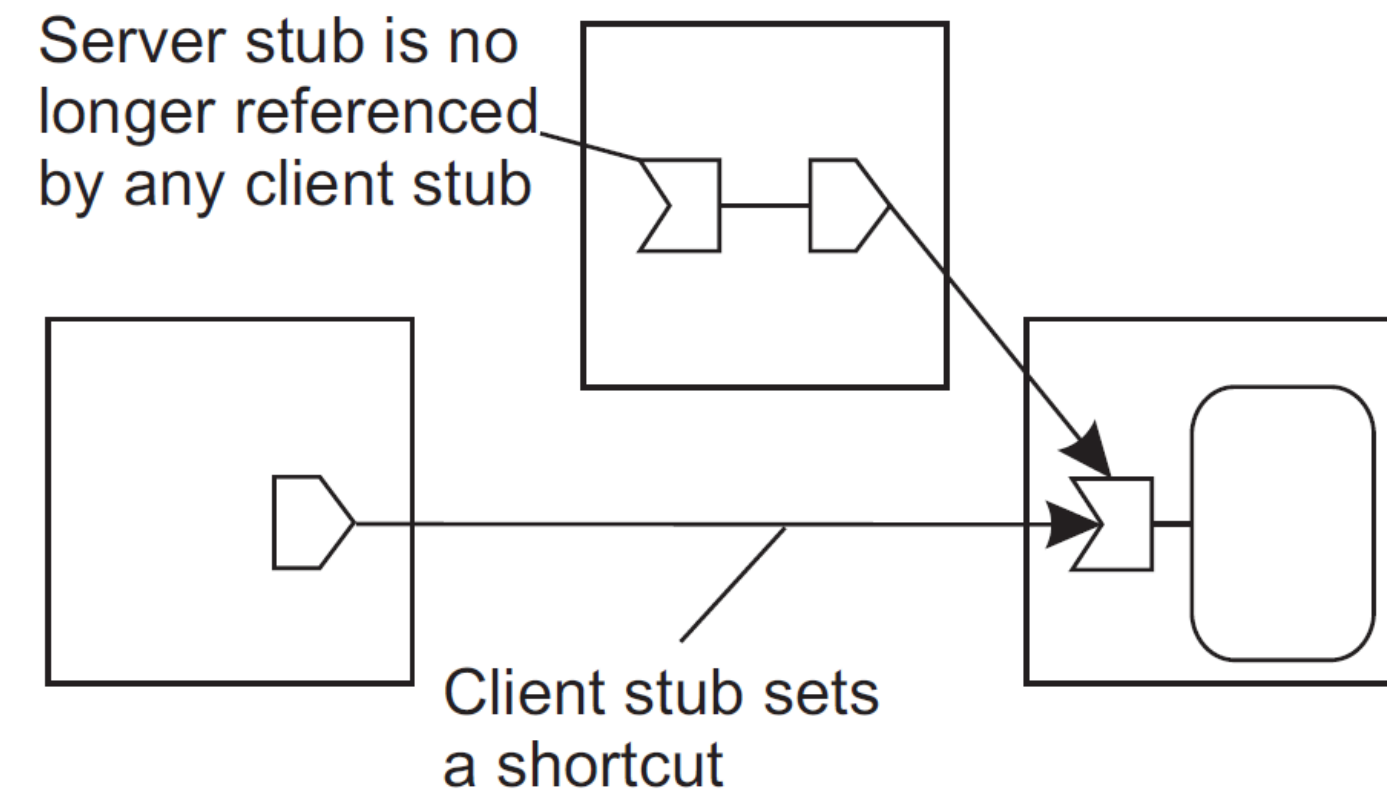 Server stub is no
longer referenced
by any client stub
Client stub sets
a shortcut